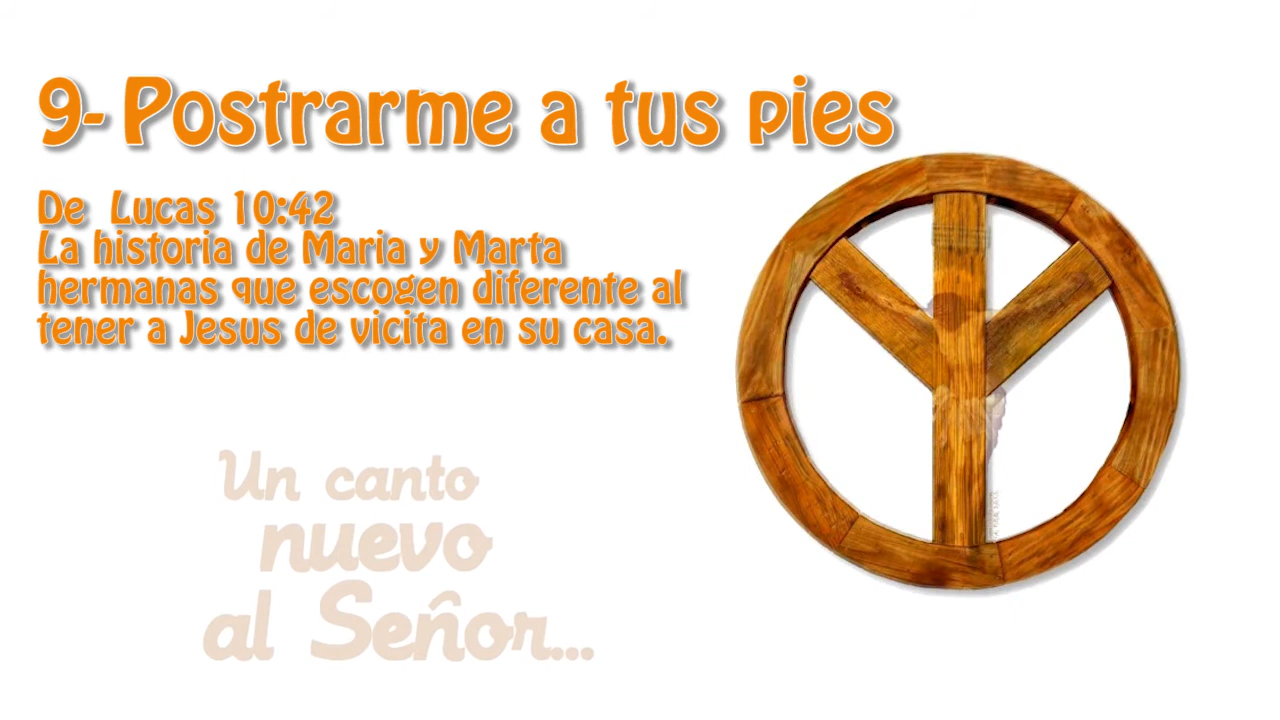 9- Postrarme a tus pies
De Lucas 10:42
La historia de Maria y Marta
hermanas que escogen diferente al
tener a Jesus de vicita en su casa.
Un canto
nuevo
al Señor...